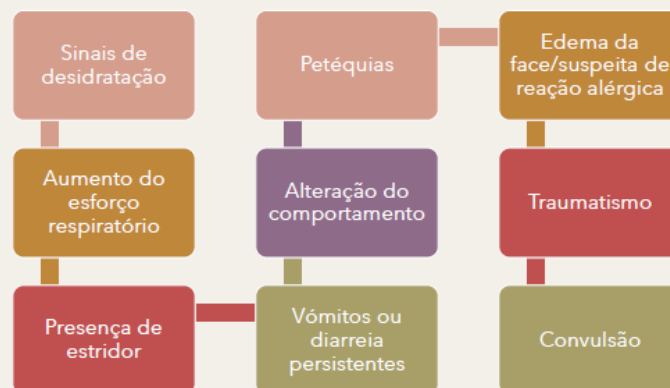 Sinais de
desidratação
Aumento do
esforço
respiratório
Presença de
estridor
Vómitos ou
diarreia
persistentes
Alteração do
comportamento
Petéquias
Edema da
face/suspeita de
reação alérgica
Traumatismo
Convulsão